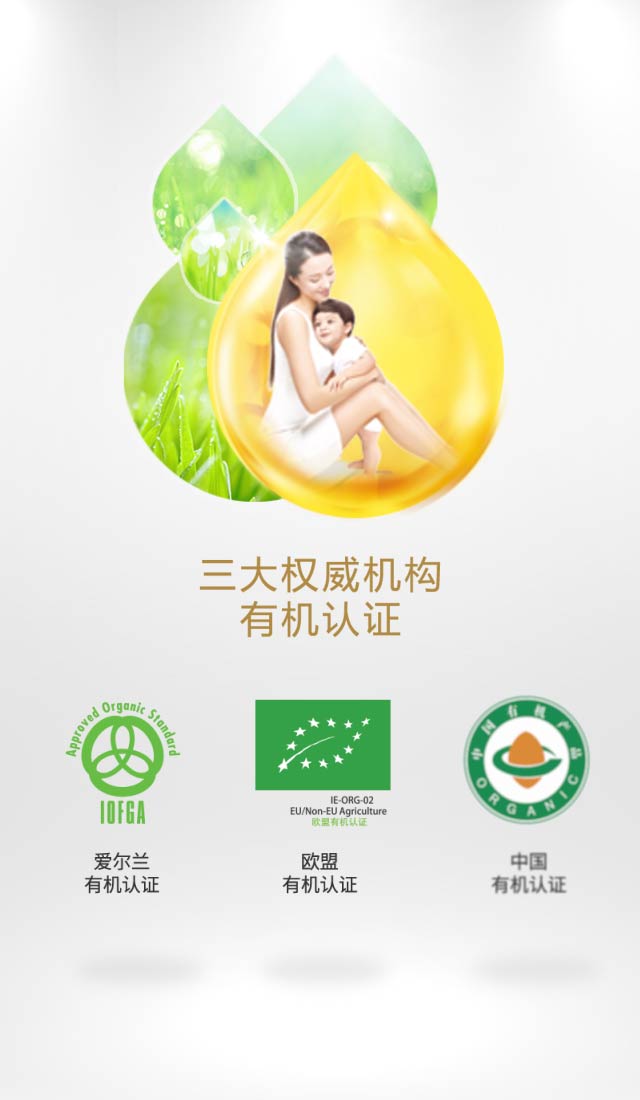 三大权威机构
有机认证
Approved Organic Standard
IOFGA
爱尔兰
有机认证
IE-ORG-02
EU/Non-EU Agriculture
欧盟有机认证
欧盟
有机认证
中国有机产品
ORGANIC
中国
有机认证